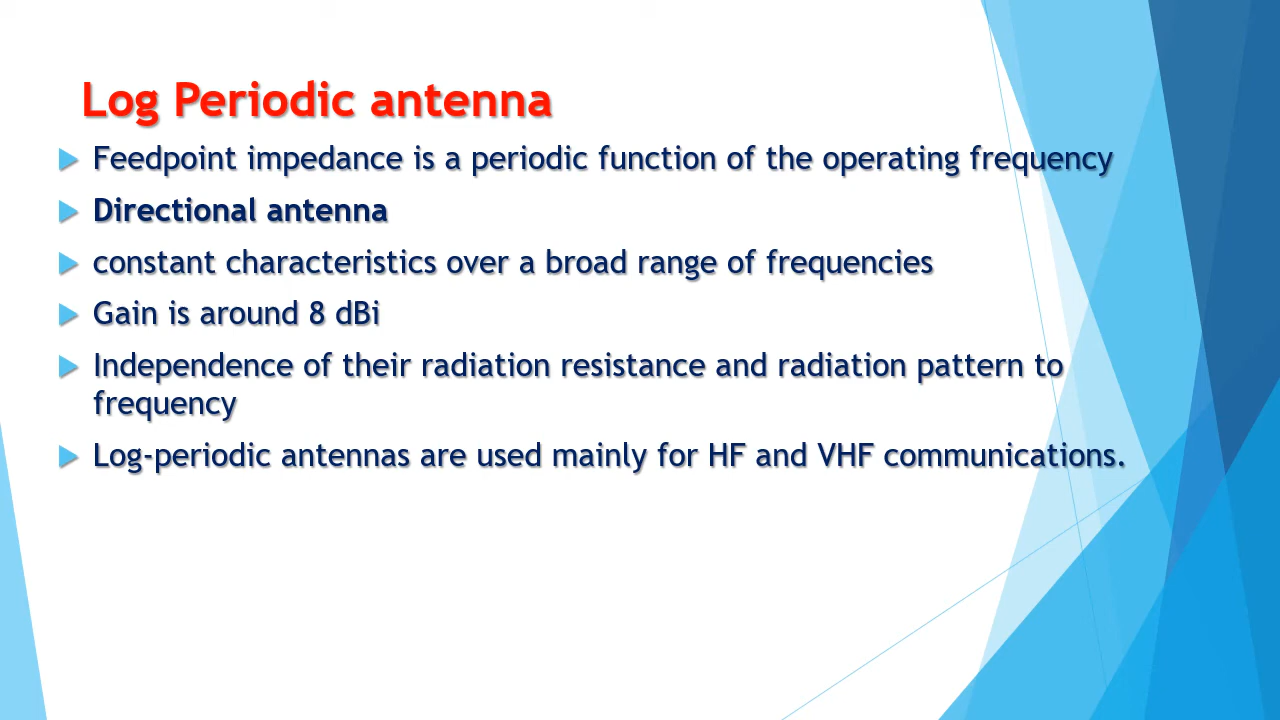 Log Periodic antenna
Feedpoint impedance is a periodic function of the operating frequency
Directional antenna
constant characteristics over a broad range of frequencies
Gain is around 8 dBi
Independence of their radiation resistance and radiation pattern to
frequency
Log-periodic antennas are used mainly for HF and VHF communications.